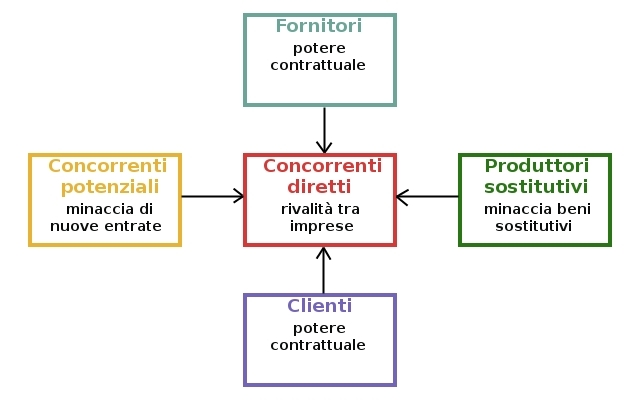 Fornitori
potere
contrattuale
Concorrenti
potenziali
minaccia di
nuove entrate
Concorrenti
diretti
rivalità tra
imprese
Produttori
sostitutivi
minaccia beni
sostitutivi
Clienti
potere
contrattuale